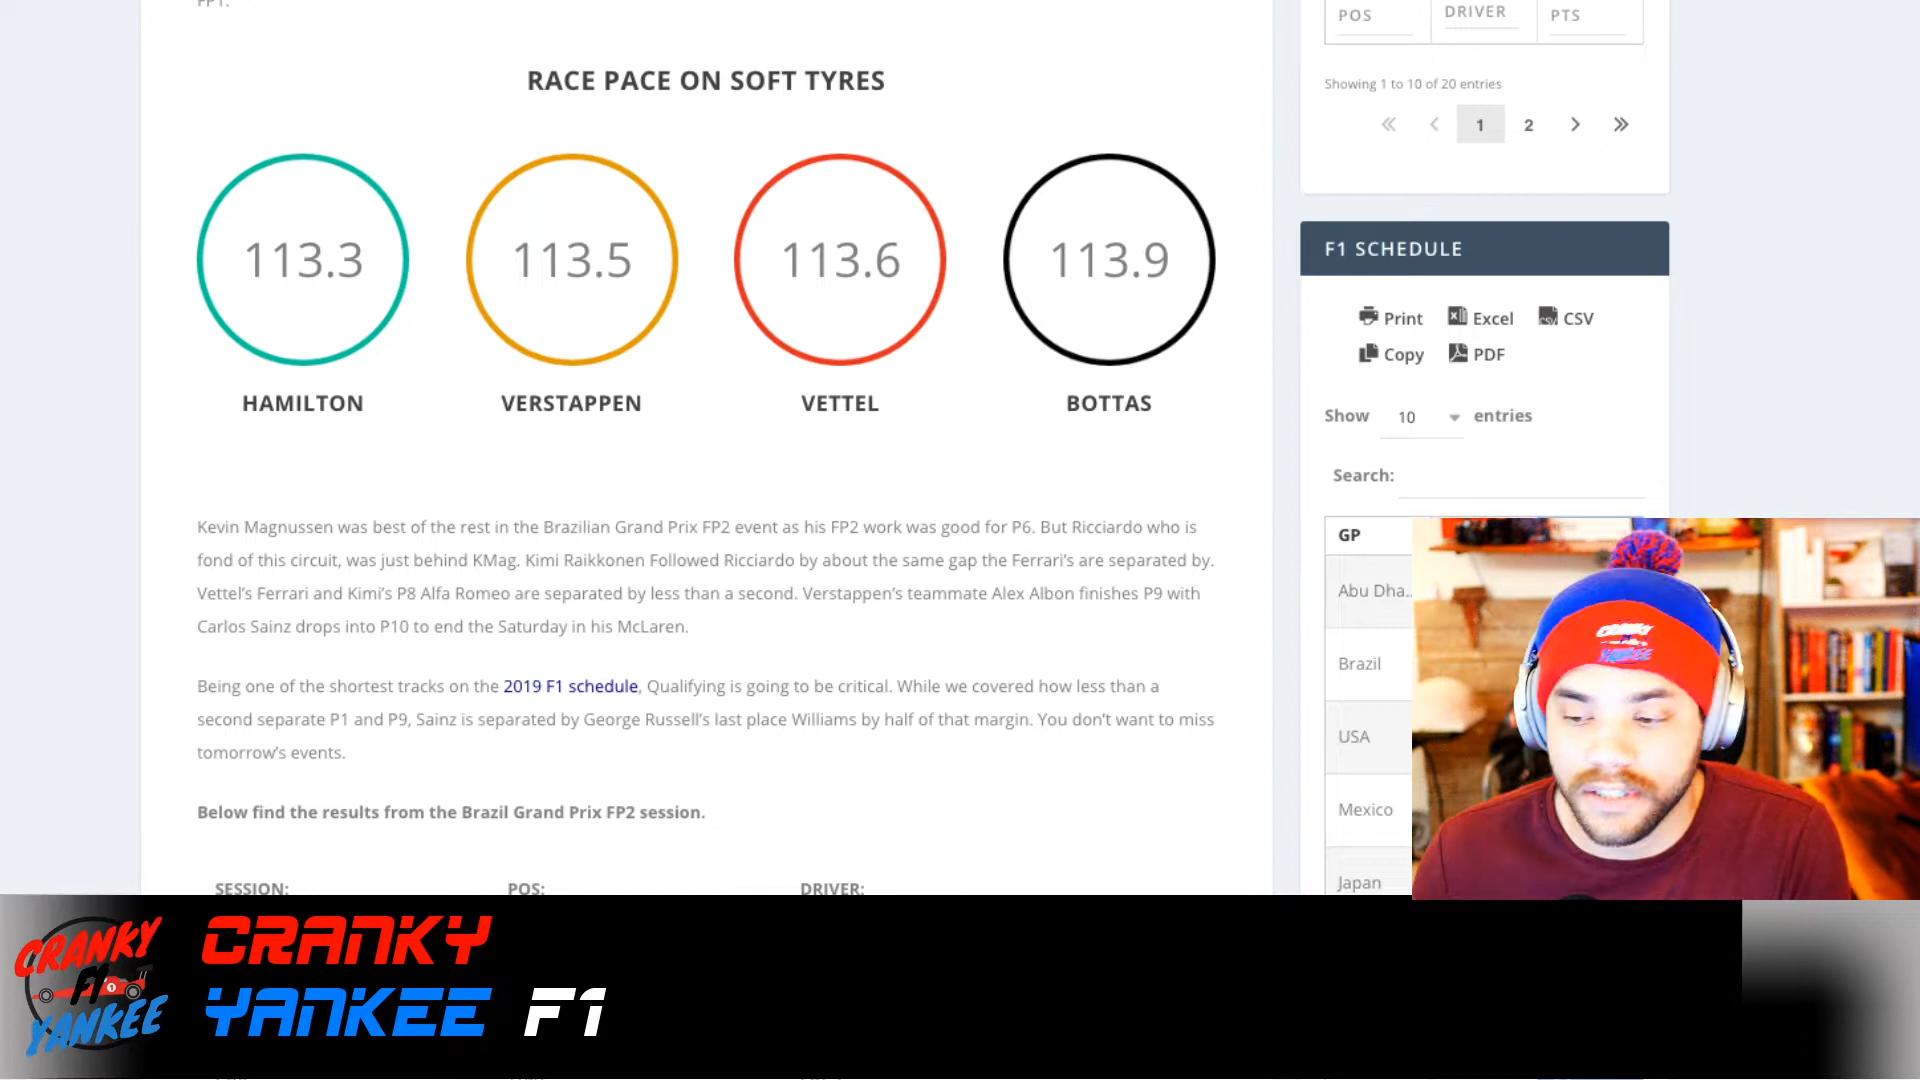 FP1.
RACE PACE ON SOFT TYRES
113.3
113.5
113.6
113.9
HAMILTON
VERSTAPPEN
VETTEL
BOTTAS
Kevin Magnussen was best of the rest in the Brazilian Grand Prix FP2 event as his FP2 work was good for P6. But Ricciardo who is
fond of this circuit, was just behind KMag. Kimi Raikkonen Followed Ricciardo by about the same gap the Ferrari's are separated by.
Vettel's Ferrari and Kimi's P8 Alfa Romeo are separated by less than a second. Verstappen's teammate Alex Albon finishes P9 with
Carlos Sainz drops into P10 to end the Saturday in his McLaren.
Being one of the shortest tracks on the 2019 F1 schedule, Qualifying is going to be critical. While we covered how less than a
second separate P1 and P9, Sainz is separated by George Russell's last place Williams by half of that margin. You don't want to miss
tomorrow's events.
Below find the results from the Brazil Grand Prix FP2 session.
SESSION: POS: DRIVER:
POS DRIVER PTS
Showing 1 to 10 of 20 entries
« ‹ 1 2 › »
F1 SCHEDULE
Print Excel CSV
Copy PDF
Show 10 entries
Search:
GP
Abu Dha..
Brazil
USA
Mexico
Japan
CRANKY
YANKEE
CRANKY
F1
1
YANKEE
CRANKY
YANKEE F1